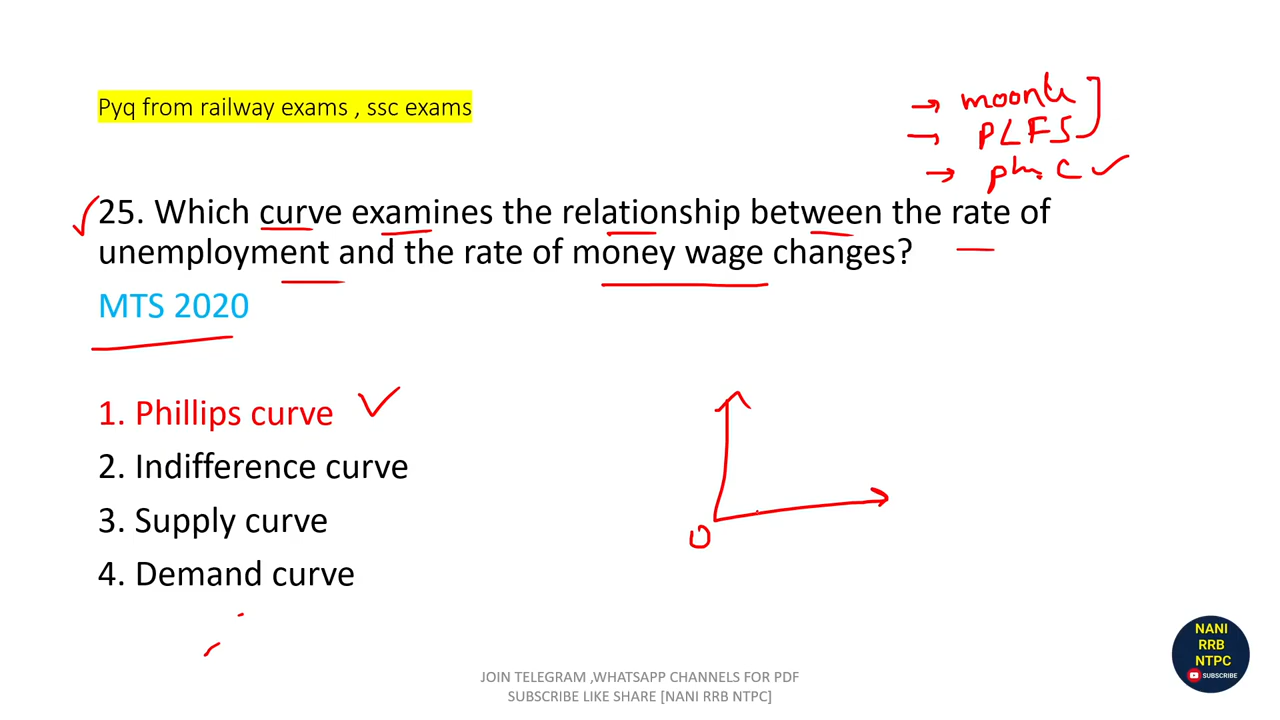 Pyq from railway exams , ssc exams
→ moonli
→ PLFS
→ ph. C ✓
25. Which curve examines the relationship between the rate of
unemployment and the rate of money wage changes?
MTS 2020
1. Phillips curve ✓
2. Indifference curve
3. Supply curve
4. Demand curve
0
NANI
RRB
NTPC
SUBSCRIBE
JOIN TELEGRAM ,WHATSAPP CHANNELS FOR PDF
SUBSCRIBE LIKE SHARE [NANI RRB NTPC]